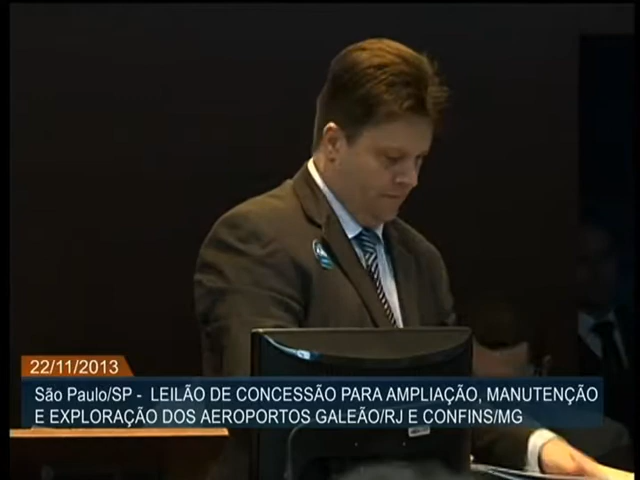 22/11/2013
São Paulo/SP - LEILÃO DE CONCESSÃO PARA AMPLIAÇÃO, MANUTENÇÃO
E EXPLORAÇÃO DOS AEROPORTOS GALEÃO/RJ E CONFINS/MG